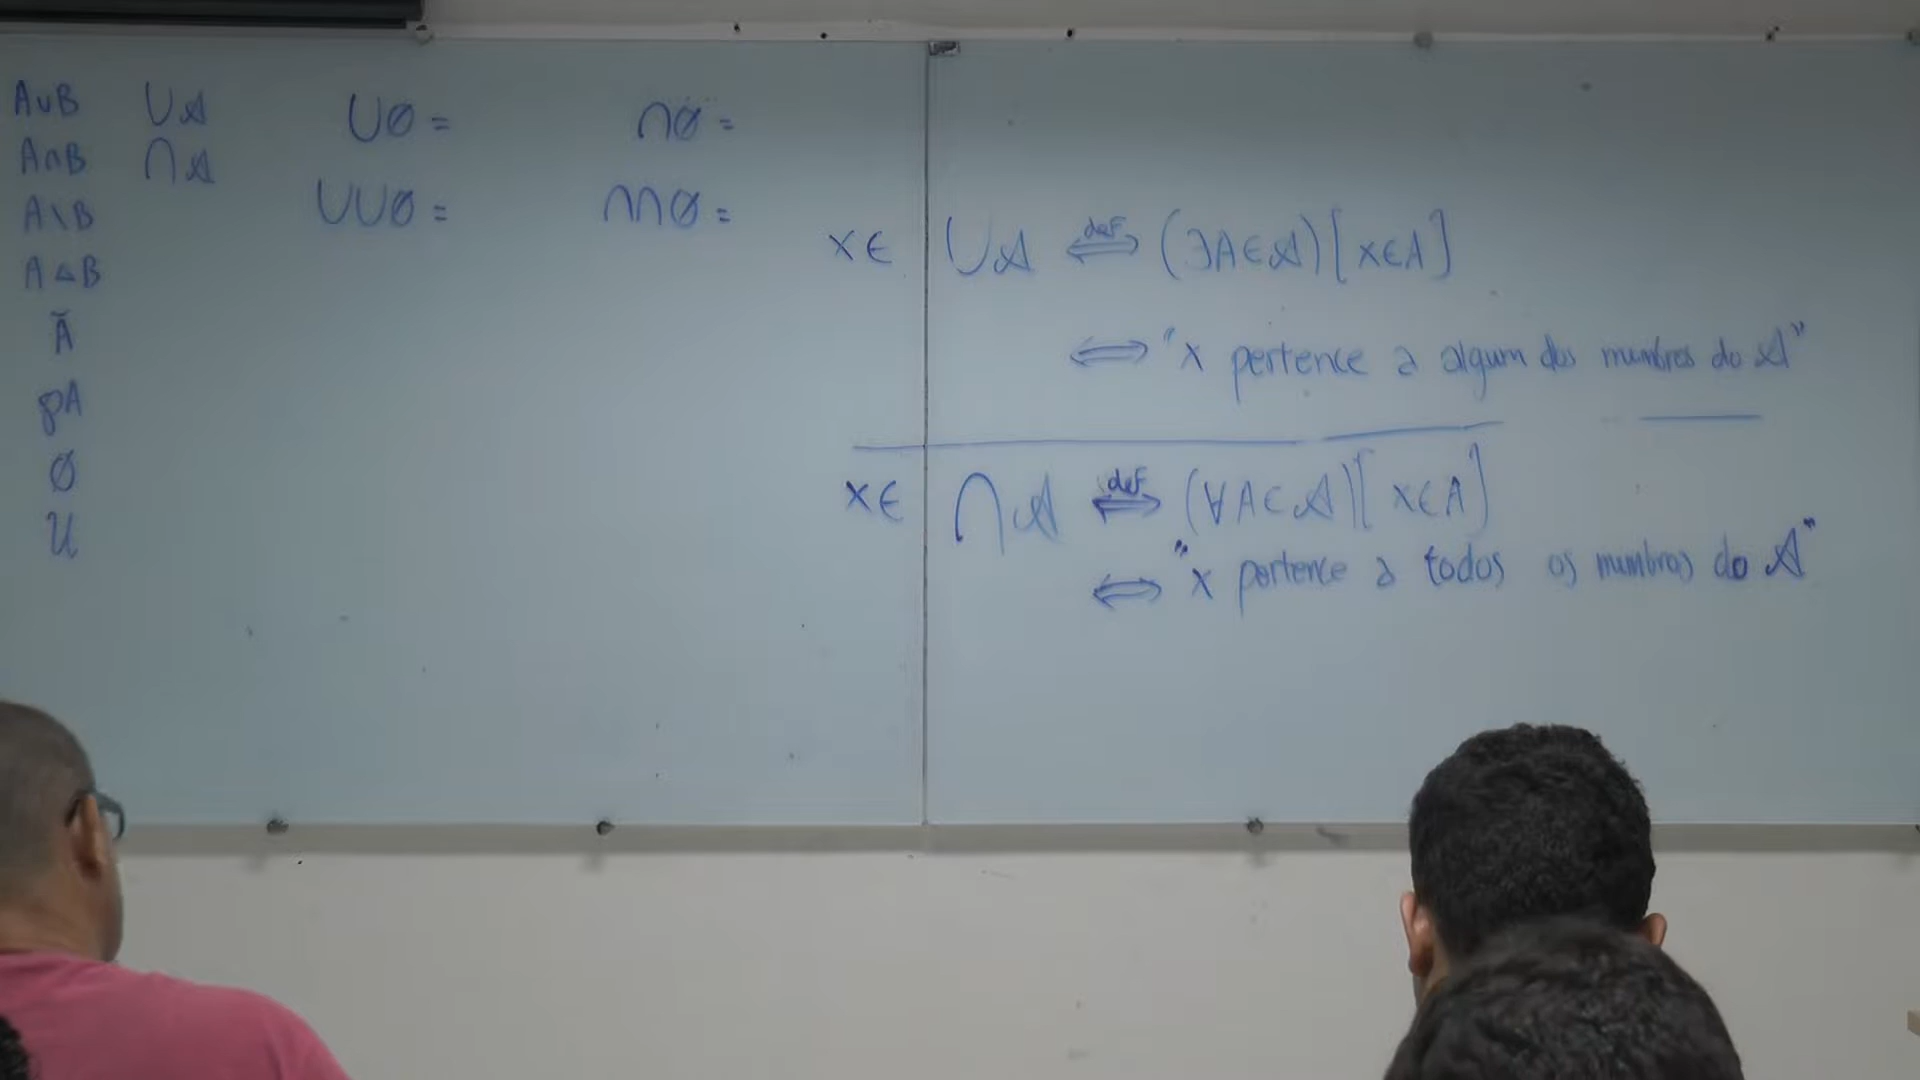 A∪B ∪𝒜 ∪∅ = ∩∅ =
A∩B ∩𝒜
A\B ∪∪∅ = ∩∩∅ =
A△B
Ã
℘A
∅
𝒰
x∈ ∪𝒜 ⟺def (∃A∈𝒜)[x∈A]
⟺ "x pertence a algum dos membros do 𝒜"
x∈ ∩𝒜 ⟺def (∀A∈𝒜)[x∈A]
⟺ "x pertence a todos os membros do 𝒜"